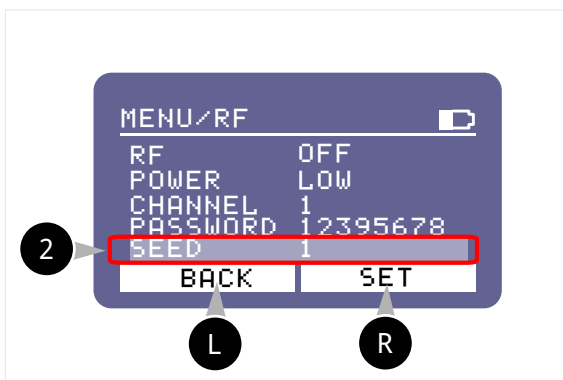 MENU/RF
RF OFF
POWER LOW
CHANNEL 1
PASSWORD 12395678
2 SEED 1
BACK SET
L R